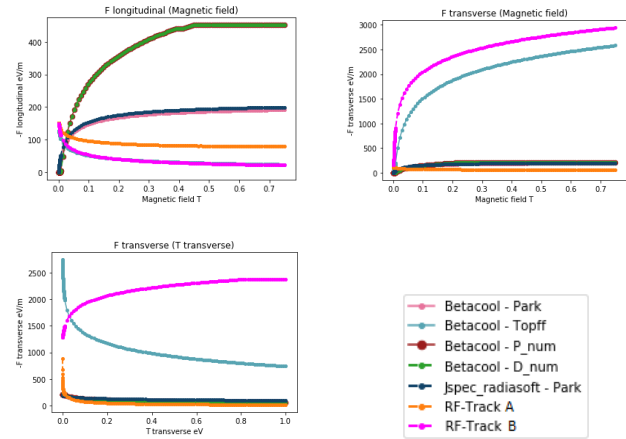 F longitudinal (Magnetic field)
-F longitudinal eV/m
400
300
200
100
0
0.0 0.1 0.2 0.3 0.4 0.5 0.6 0.7
Magnetic field T
F transverse (Magnetic field)
-F transverse eV/m
3000
2500
2000
1500
1000
500
0
0.0 0.1 0.2 0.3 0.4 0.5 0.6 0.7
Magnetic field T
F transverse (T transverse)
-F transverse eV/m
2500
2000
1500
1000
500
0
0.0 0.2 0.4 0.6 0.8 1.0
T transverse eV
Betacool - Park
Betacool - Topff
Betacool - P_num
Betacool - D_num
Jspec_radiasoft - Park
RF-Track A
RF-Track B